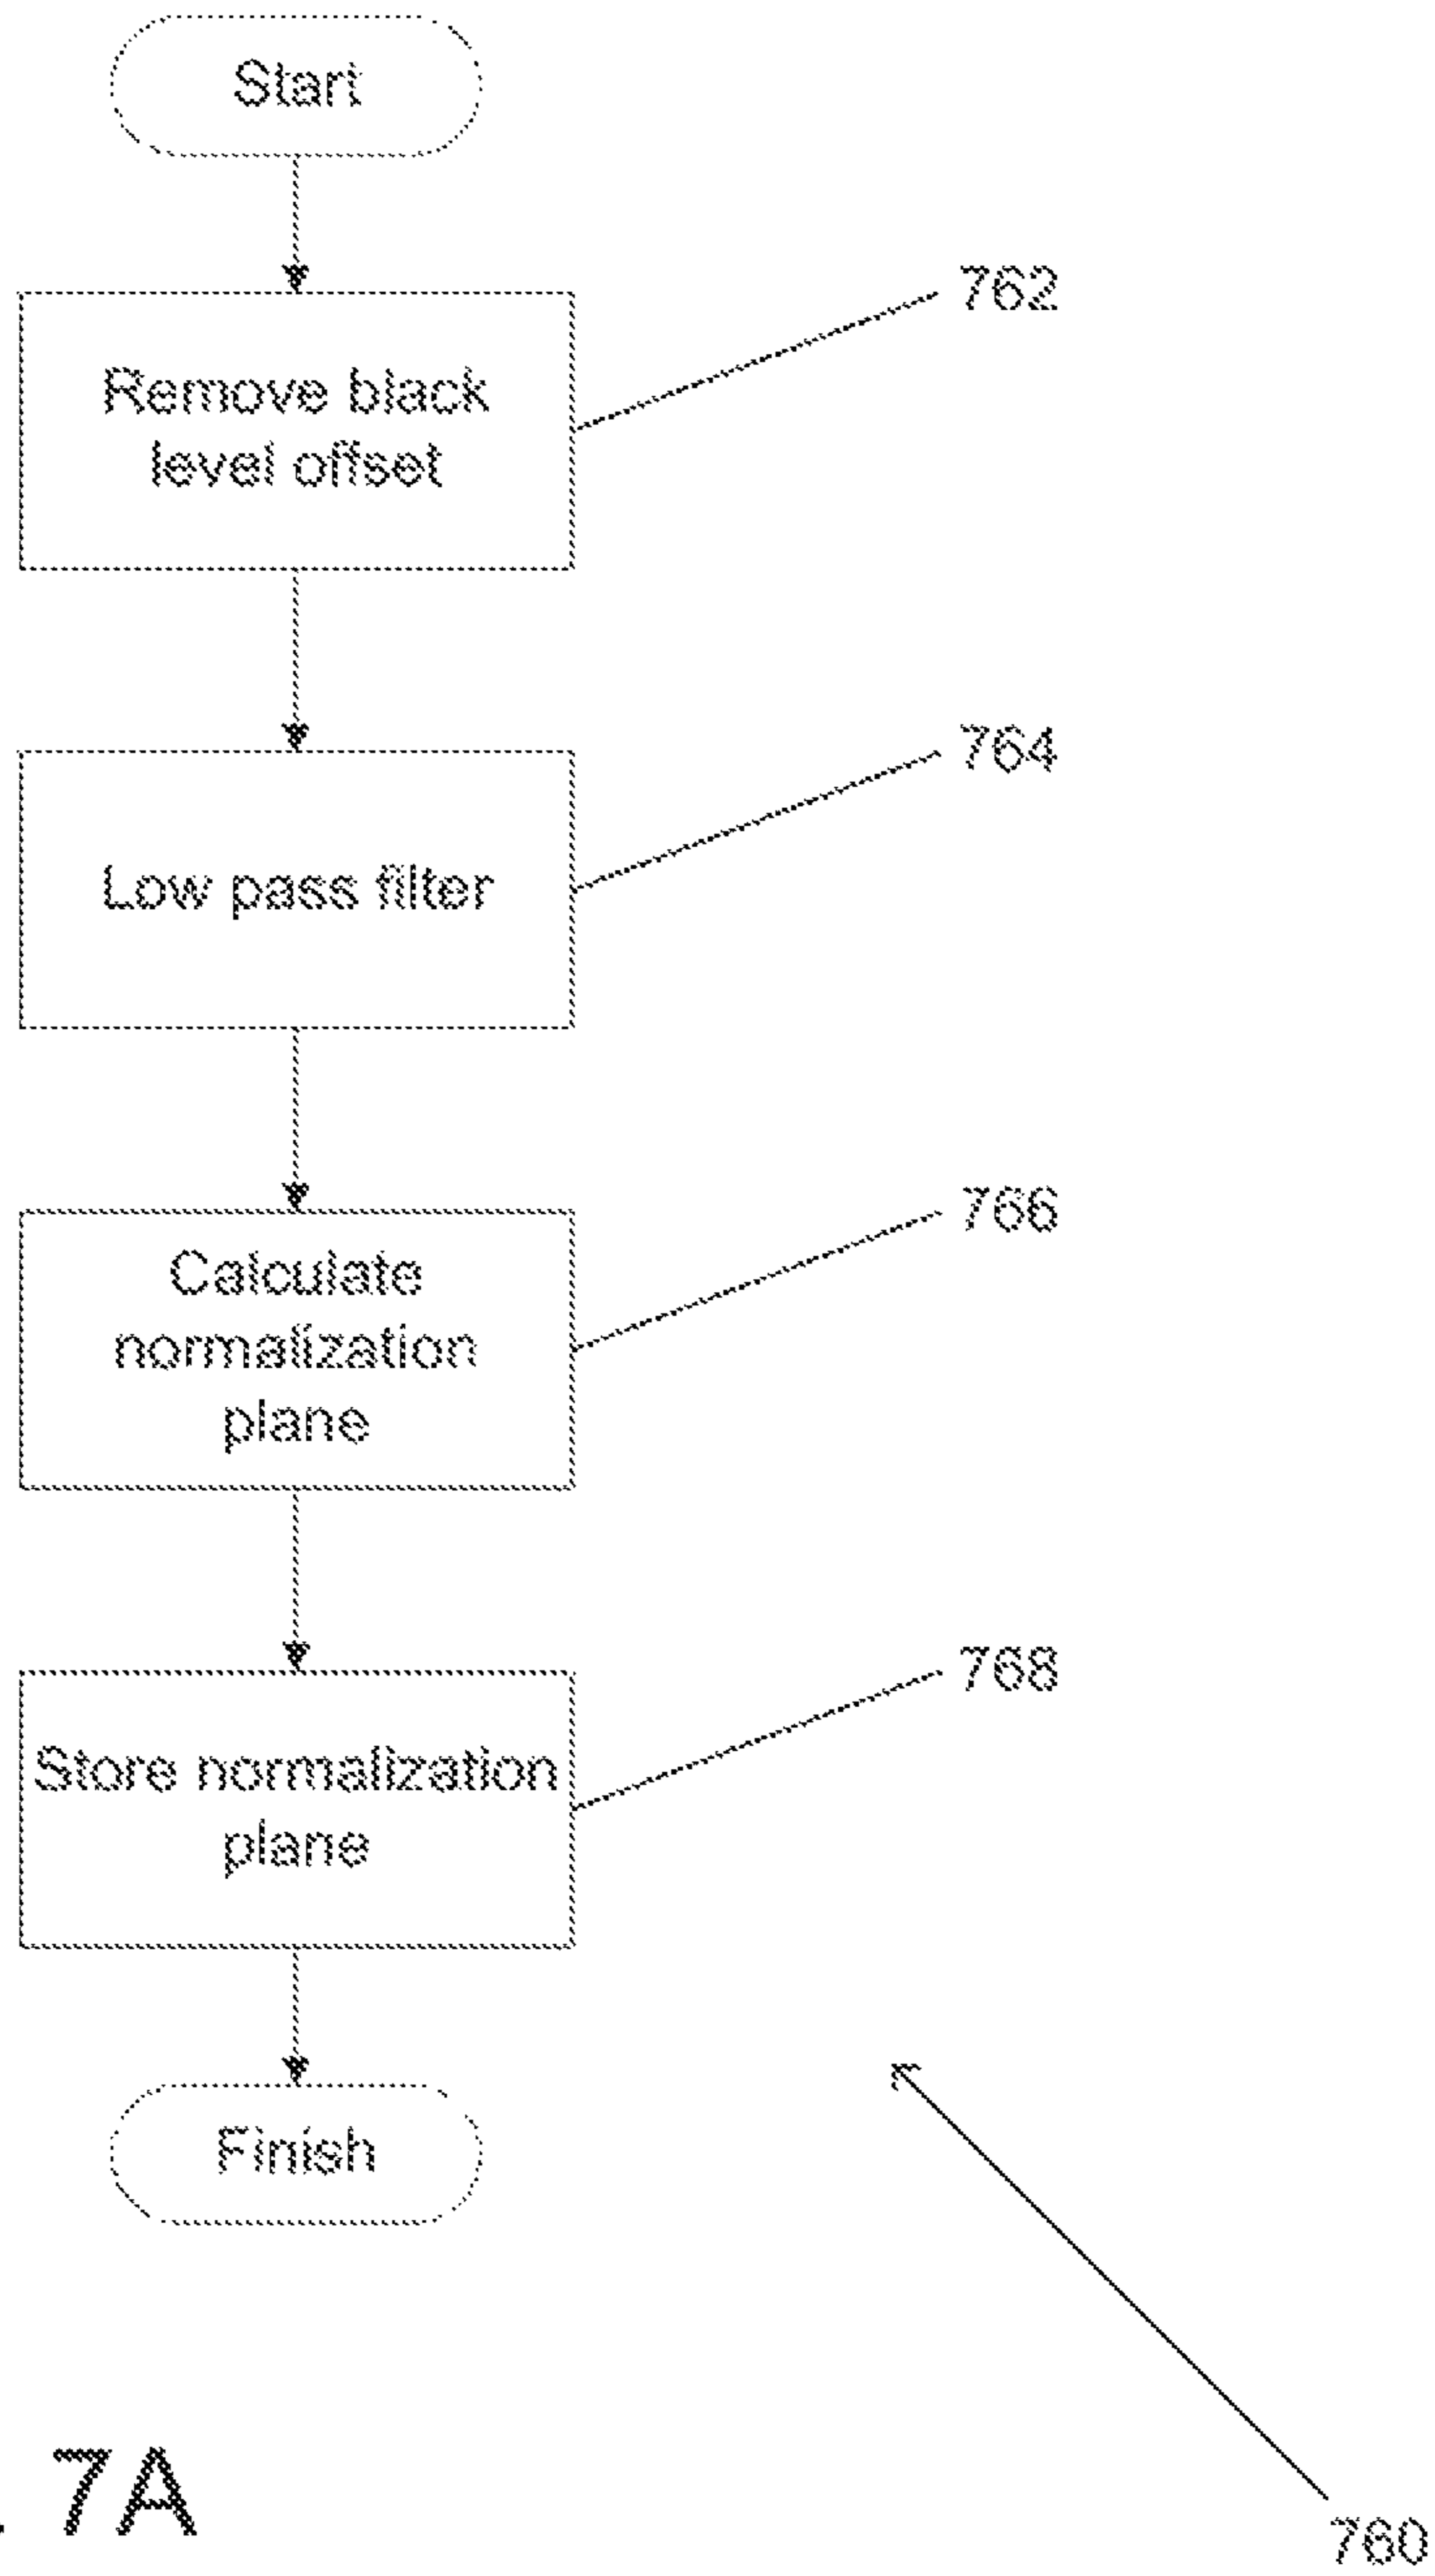 Start
762
Remove black
level offset
764
Low pass filter
766
Calculate
normalization
plane
768
Store normalization
plane
Finish
. 7A
760